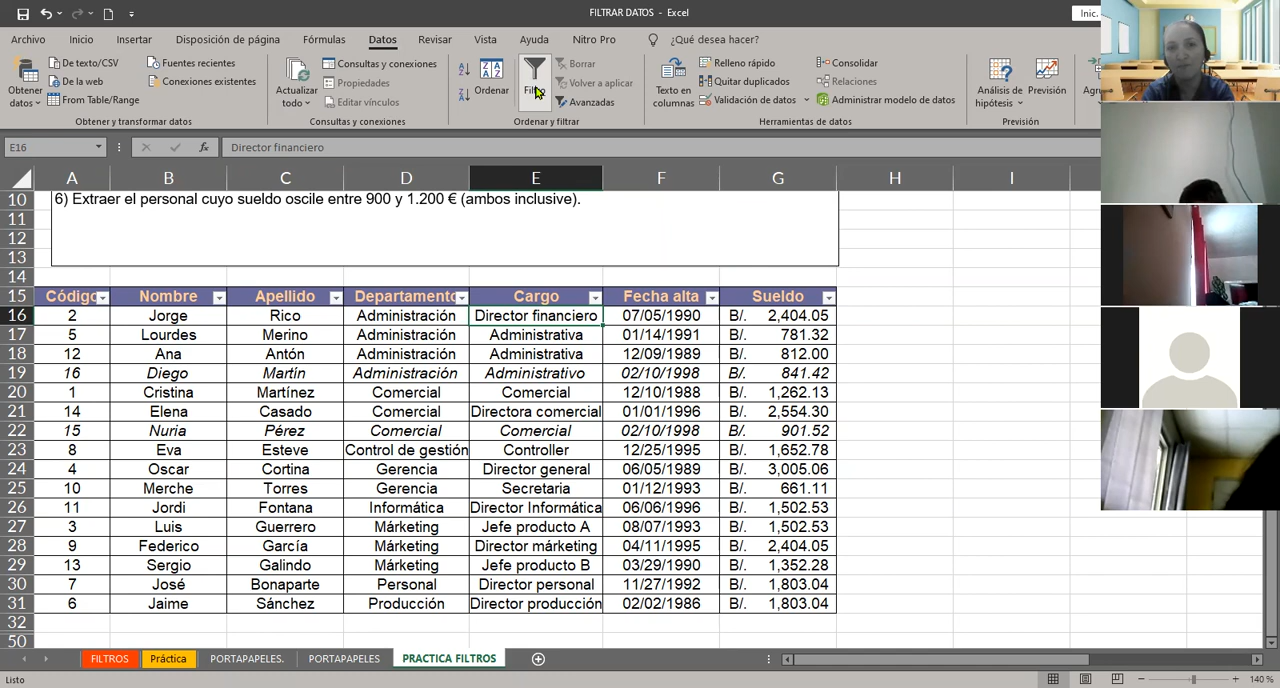 FILTRAR DATOS - Excel
Inic.
Archivo Inicio Insertar Disposición de página Fórmulas Datos Revisar Vista Ayuda Nitro Pro ¿Qué desea hacer?
Obtener datos
De texto/CSV
De la web
From Table/Range
Fuentes recientes
Conexiones existentes
Obtener y transformar datos
Actualizar todo
Consultas y conexiones
Propiedades
Editar vínculos
Consultas y conexiones
Ordenar
Filtro
Borrar
Volver a aplicar
Avanzadas
Ordenar y filtrar
Texto en columnas
Relleno rápido
Quitar duplicados
Validación de datos
Consolidar
Relaciones
Administrar modelo de datos
Herramientas de datos
Análisis de hipótesis
Previsión
Previsión
E16 fx Director financiero
A B C D E F G H I
10 6) Extraer el personal cuyo sueldo oscile entre 900 y 1.200 € (ambos inclusive).
11
12
13
14
15 Código Nombre Apellido Departamento Cargo Fecha alta Sueldo
16 2 Jorge Rico Administración Director financiero 07/05/1990 B/. 2,404.05
17 5 Lourdes Merino Administración Administrativa 01/14/1991 B/. 781.32
18 12 Ana Antón Administración Administrativa 12/09/1989 B/. 812.00
19 16 Diego Martín Administración Administrativo 02/10/1998 B/. 841.42
20 1 Cristina Martínez Comercial Comercial 12/10/1988 B/. 1,262.13
21 14 Elena Casado Comercial Directora comercial 01/01/1996 B/. 2,554.30
22 15 Nuria Pérez Comercial Comercial 02/10/1998 B/. 901.52
23 8 Eva Esteve Control de gestión Controller 12/25/1995 B/. 1,652.78
24 4 Oscar Cortina Gerencia Director general 06/05/1989 B/. 3,005.06
25 10 Merche Torres Gerencia Secretaria 01/12/1993 B/. 661.11
26 11 Jordi Fontana Informática Director Informática 06/06/1996 B/. 1,502.53
27 3 Luis Guerrero Márketing Jefe producto A 08/07/1993 B/. 1,502.53
28 9 Federico García Márketing Director márketing 04/11/1995 B/. 2,404.05
29 13 Sergio Galindo Márketing Jefe producto B 03/29/1990 B/. 1,352.28
30 7 José Bonaparte Personal Director personal 11/27/1992 B/. 1,803.04
31 6 Jaime Sánchez Producción Director producción 02/02/1986 B/. 1,803.04
32
50
FILTROS Práctica PORTAPAPELES. PORTAPAPELES PRACTICA FILTROS
Listo 140 %